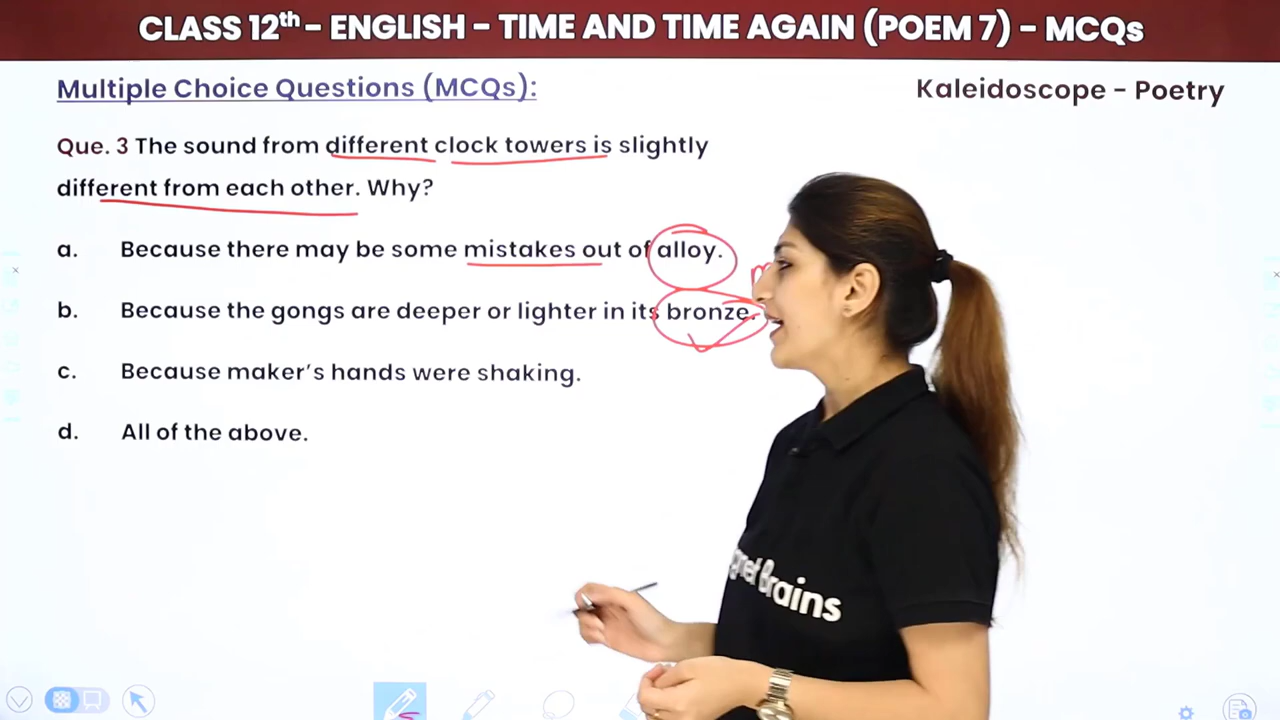 CLASS 12th – ENGLISH – TIME AND TIME AGAIN (POEM 7) – MCQs
Multiple Choice Questions (MCQs):
Kaleidoscope – Poetry
Que. 3 The sound from different clock towers is slightly
different from each other. Why?
a. Because there may be some mistakes out of alloy.
b. Because the gongs are deeper or lighter in its bronze.
c. Because maker's hands were shaking.
d. All of the above.
Brains